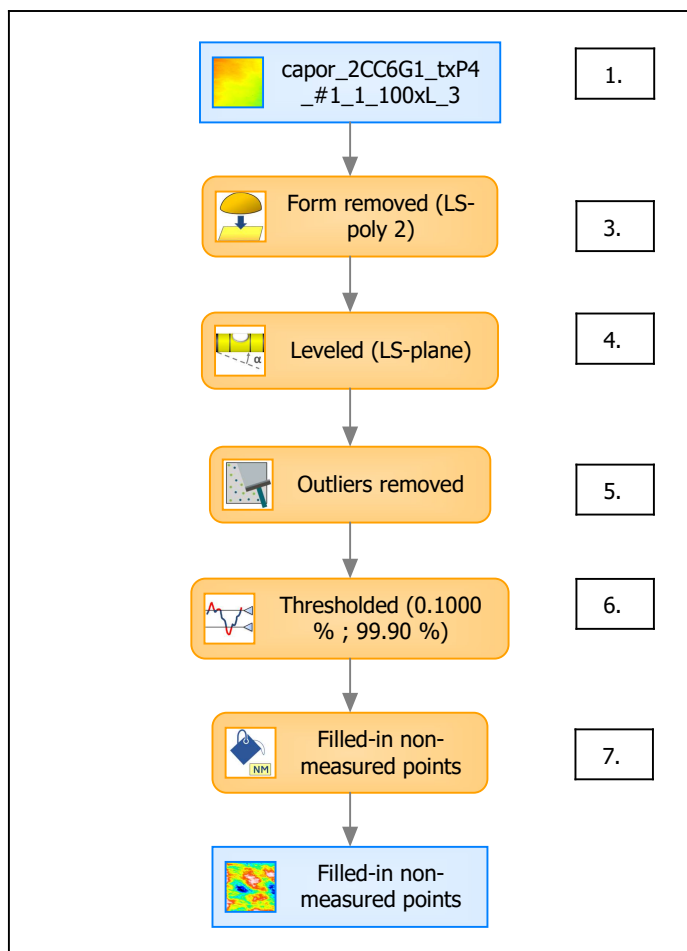 capor_2CC6G1_txP4
_#1_1_100xL_3
1.
Form removed (LS-
poly 2)
3.
α
Leveled (LS-plane)
4.
Outliers removed
5.
Thresholded (0.1000
% ; 99.90 %)
6.
NM
Filled-in non-
measured points
7.
Filled-in non-
measured points